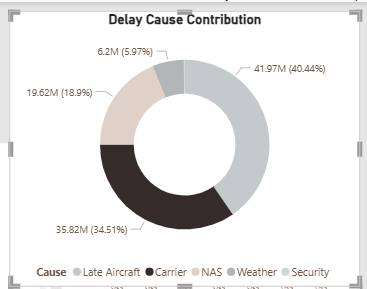 Delay Cause Contribution
6.2M (5.97%)
41.97M (40.44%)
19.62M (18.9%)
35.82M (34.51%)
Cause Late Aircraft Carrier NAS Weather Security